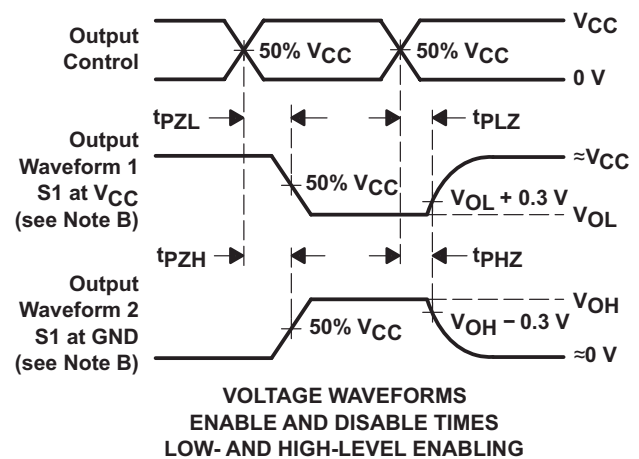 Output
Control
50% VCC
50% VCC
VCC
0 V
tPZL
tPLZ
Output
Waveform 1
S1 at VCC
(see Note B)
50% VCC
≈VCC
VOL + 0.3 V
VOL
tPZH
tPHZ
Output
Waveform 2
S1 at GND
(see Note B)
50% VCC
VOH
VOH − 0.3 V
≈0 V
VOLTAGE WAVEFORMS
ENABLE AND DISABLE TIMES
LOW- AND HIGH-LEVEL ENABLING